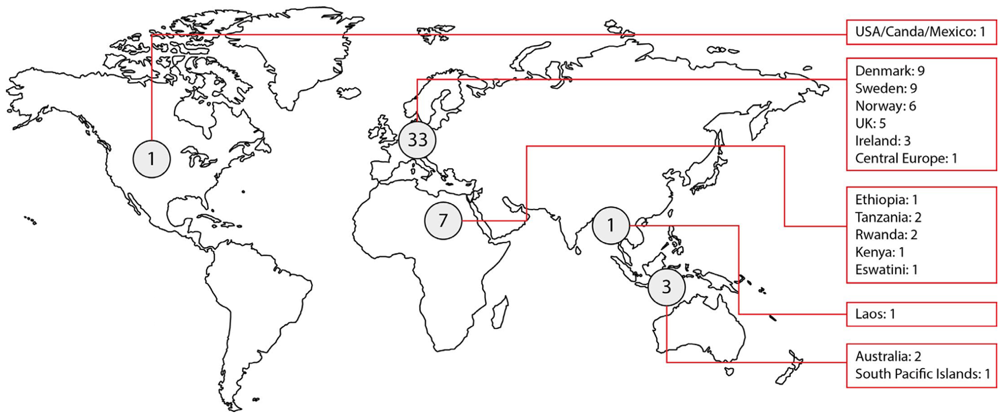 USA/Canda/Mexico: 1
Denmark: 9
Sweden: 9
Norway: 6
UK: 5
Ireland: 3
Central Europe: 1
1
33
7
1
3
Ethiopia: 1
Tanzania: 2
Rwanda: 2
Kenya: 1
Eswatini: 1
Laos: 1
Australia: 2
South Pacific Islands: 1